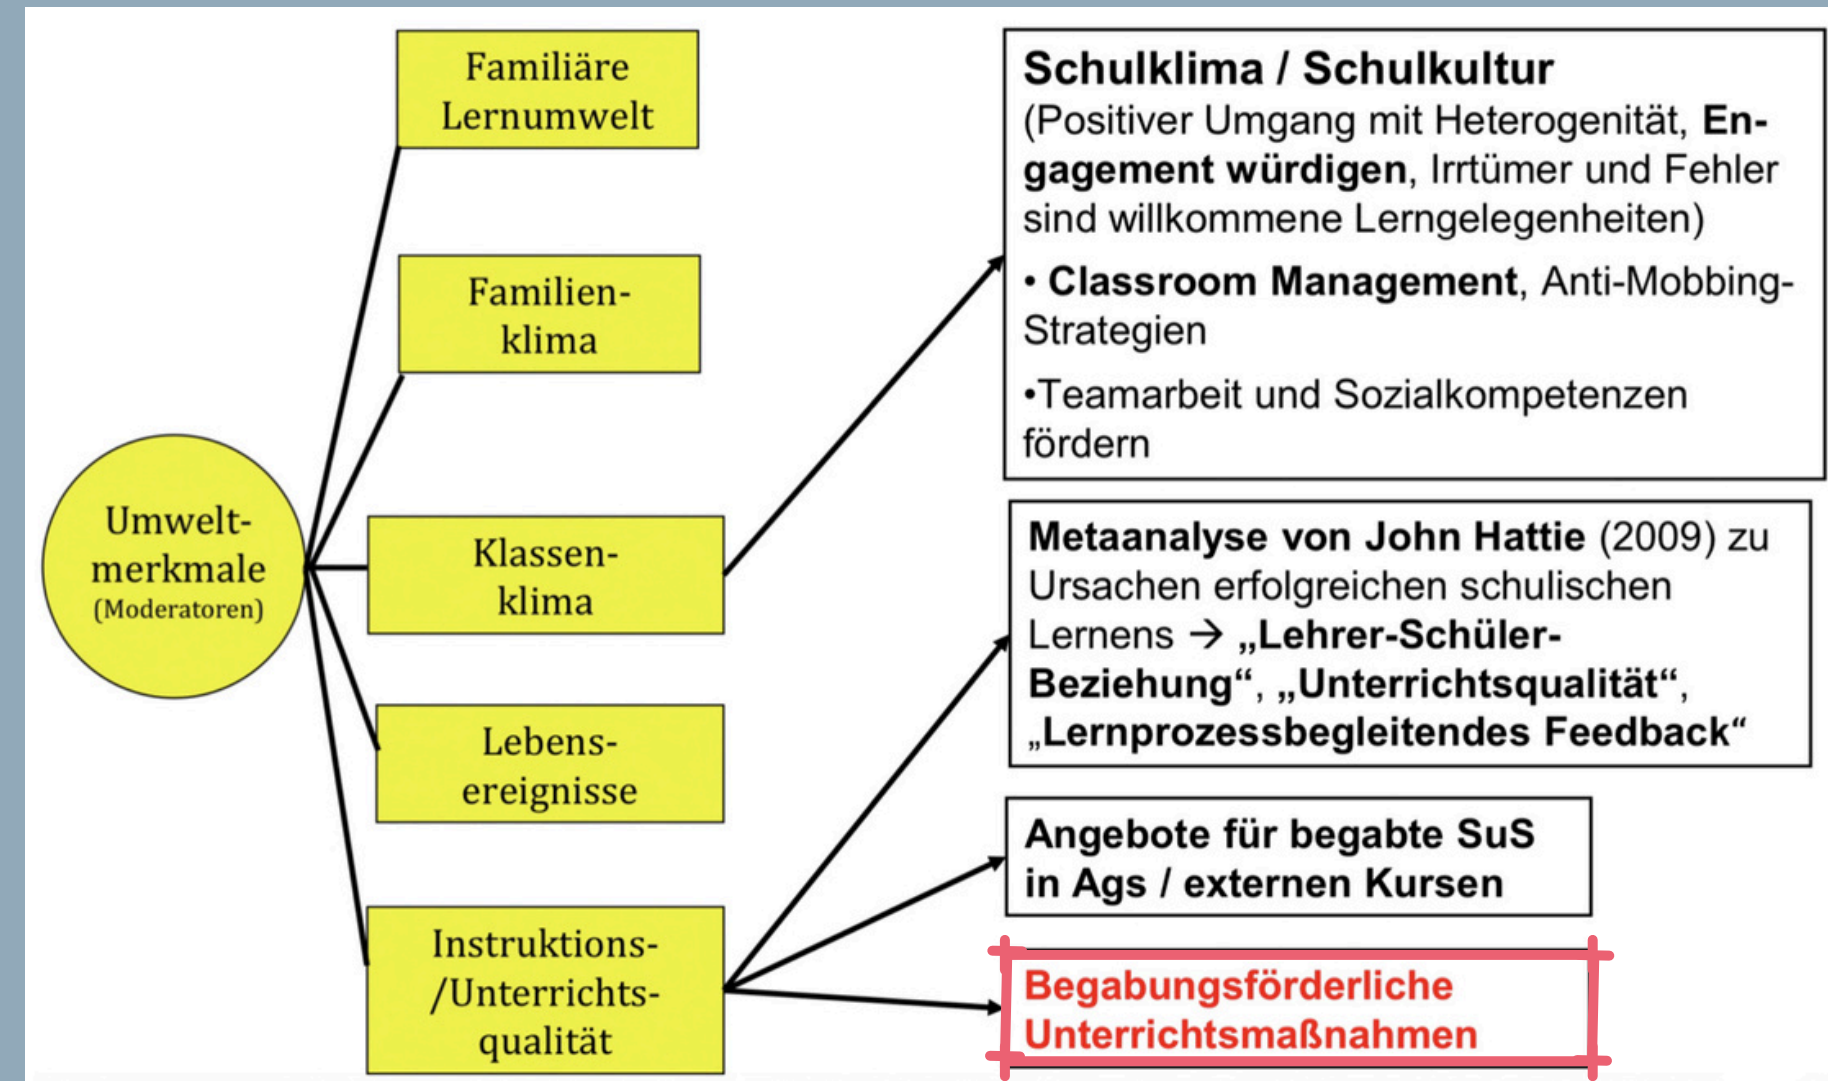 Familiäre
Lernumwelt
Familien-
klima
Umwelt-
merkmale
(Moderatoren)
Klassen-
klima
Lebens-
ereignisse
Instruktions-
/Unterrichts-
qualität
Schulklima / Schulkultur
(Positiver Umgang mit Heterogenität, En-
gagement würdigen, Irrtümer und Fehler
sind willkommene Lerngelegenheiten)
• Classroom Management, Anti-Mobbing-
Strategien
•Teamarbeit und Sozialkompetenzen
fördern
Metaanalyse von John Hattie (2009) zu
Ursachen erfolgreichen schulischen
Lernens → „Lehrer-Schüler-
Beziehung“, „Unterrichtsqualität“,
„Lernprozessbegleitendes Feedback“
Angebote für begabte SuS
in Ags / externen Kursen
Begabungsförderliche
Unterrichtsmaßnahmen